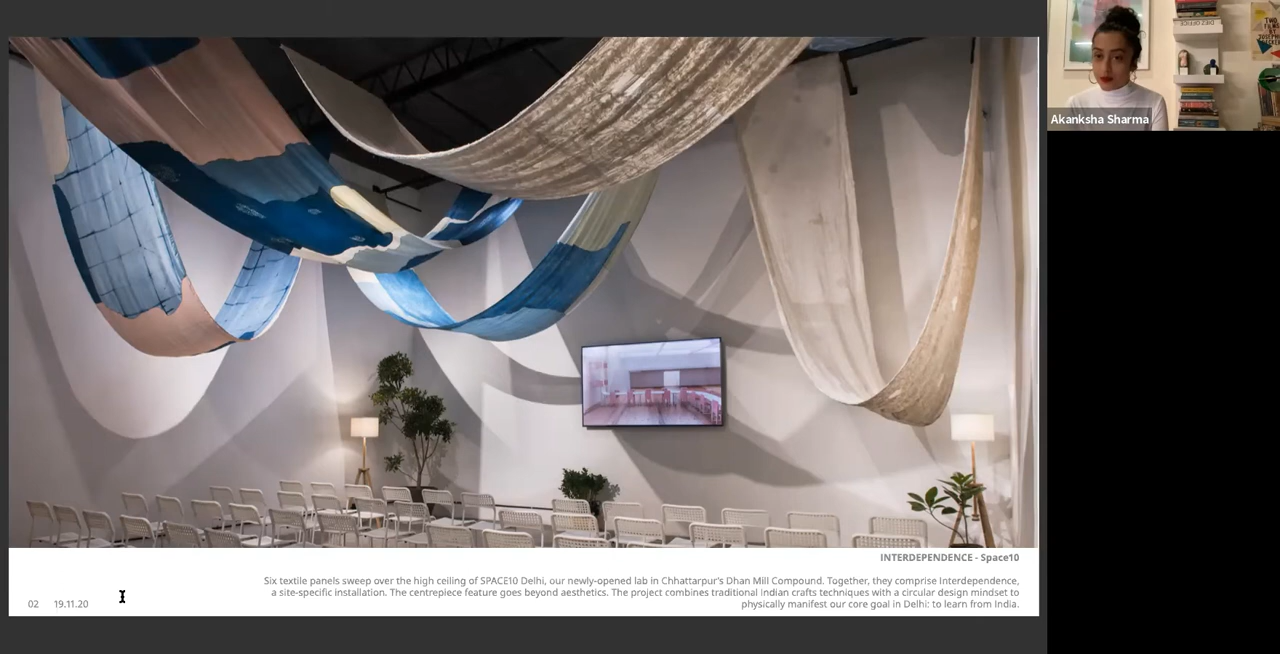 INTERDEPENDENCE - Space10
Six textile panels sweep over the high ceiling of SPACE10 Delhi, our newly-opened lab in Chhattarpur's Dhan Mill Compound. Together, they comprise Interdependence,
a site-specific installation. The centrepiece feature goes beyond aesthetics. The project combines traditional Indian crafts techniques with a circular design mindset to
physically manifest our core goal in Delhi: to learn from India.
02 19.11.20
Akanksha Sharma
TWO